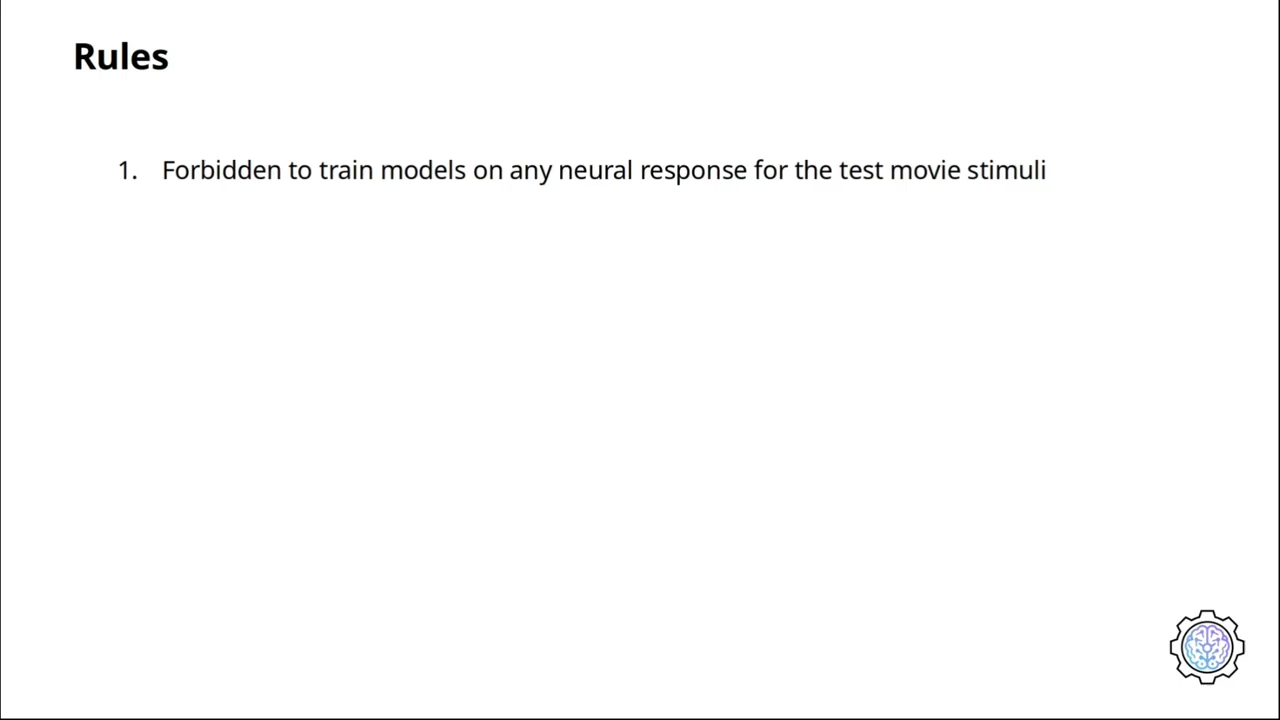 Rules
1. Forbidden to train models on any neural response for the test movie stimuli